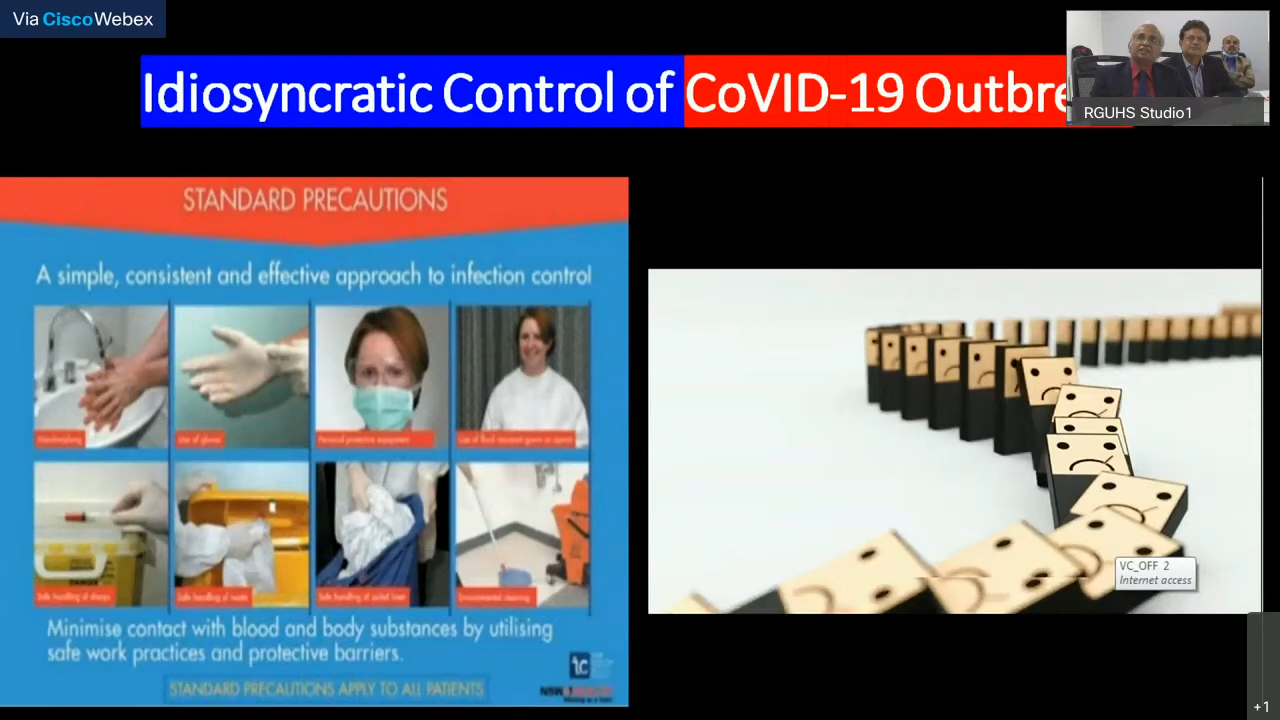 Via CiscoWebex
Idiosyncratic Control of CoVID-19 Outbre
RGUHS Studio1
STANDARD PRECAUTIONS
A simple, consistent and effective approach to infection control
Handwashing
Use of gloves
Personal protective equipment
Use of fluid resistant gown or apron
Safe handling of sharps
Safe handling of waste
Safe handling of soiled linen
Environmental cleaning
Minimise contact with blood and body substances by utilising
safe work practices and protective barriers.
STANDARD PRECAUTIONS APPLY TO ALL PATIENTS
VC_OFF 2
Internet access
+1